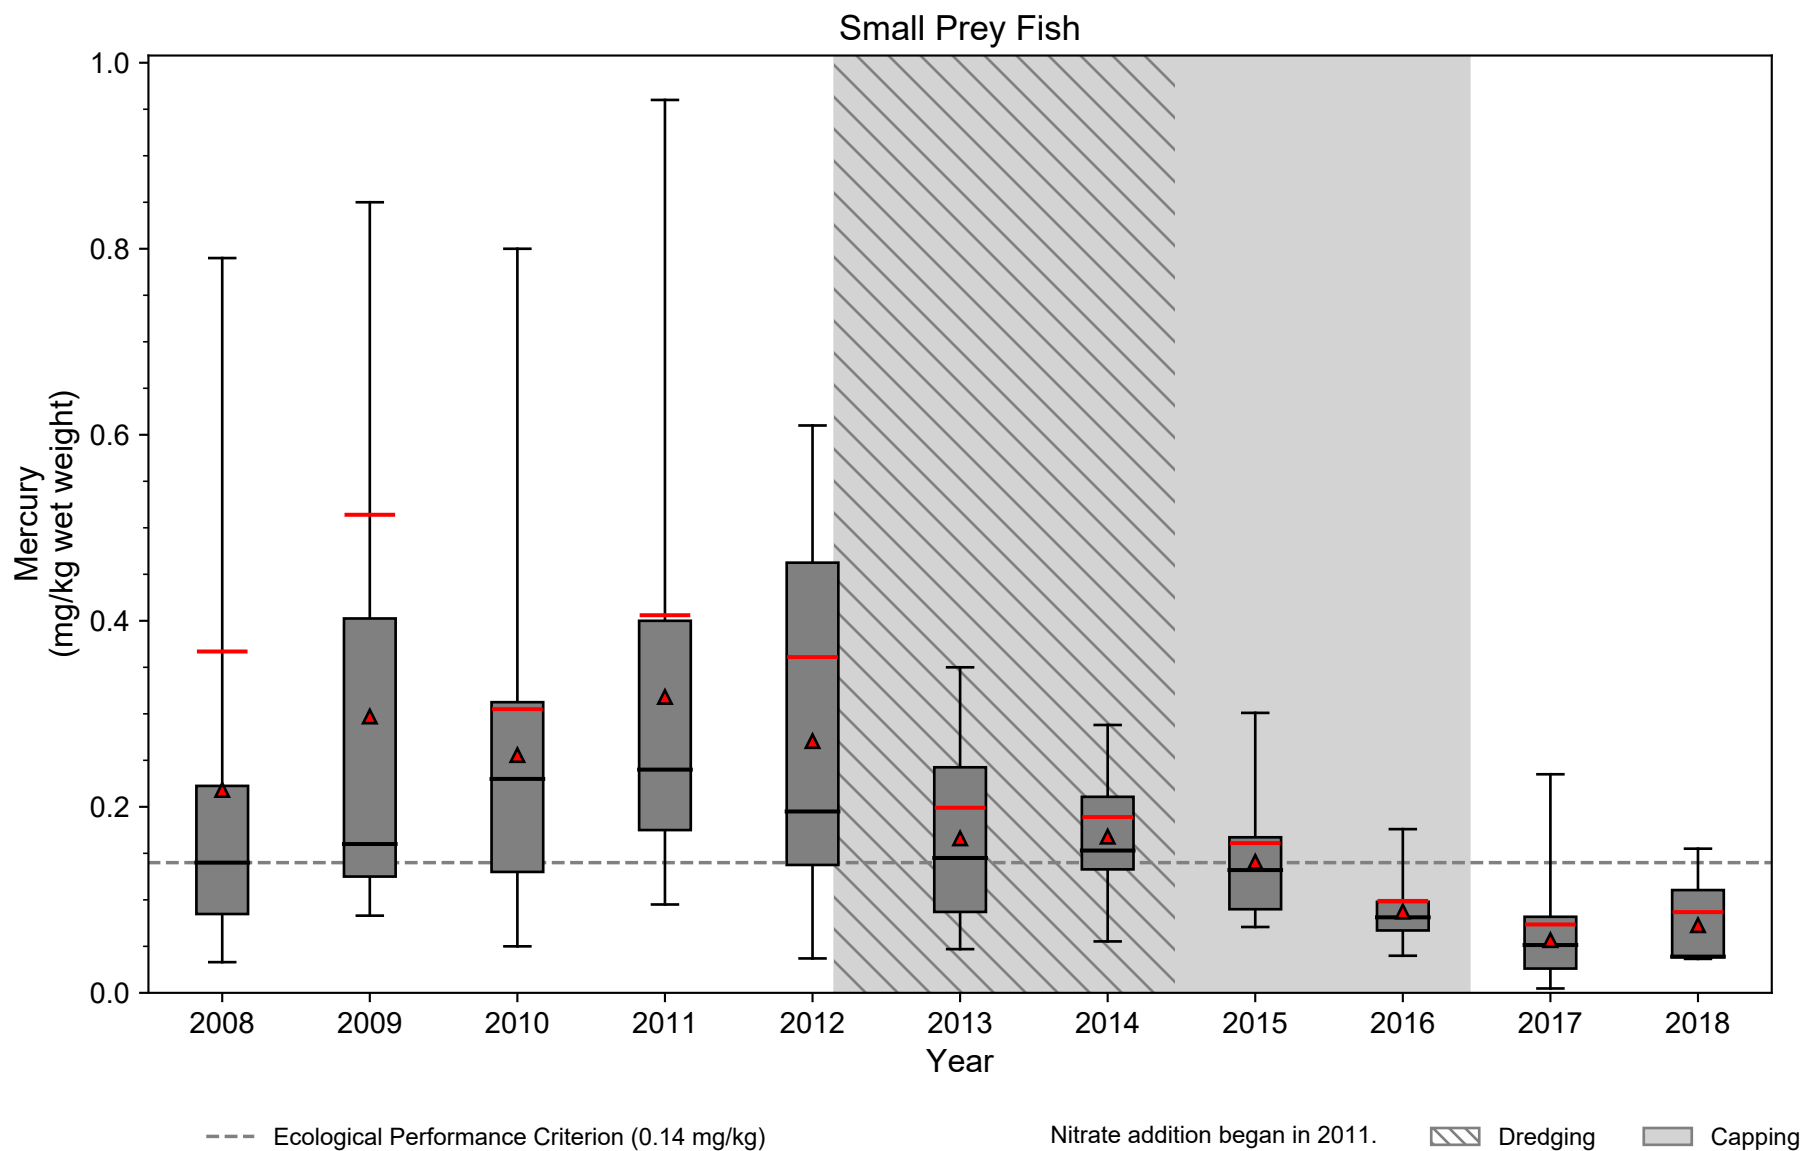 Small Prey Fish
1.0
0.8
0.6
0.4
0.2
0.0
Mercury
(mg/kg wet weight)
2008 2009 2010 2011 2012 2013 2014 2015 2016 2017 2018
Year
Ecological Performance Criterion (0.14 mg/kg) Nitrate addition began in 2011. Dredging Capping